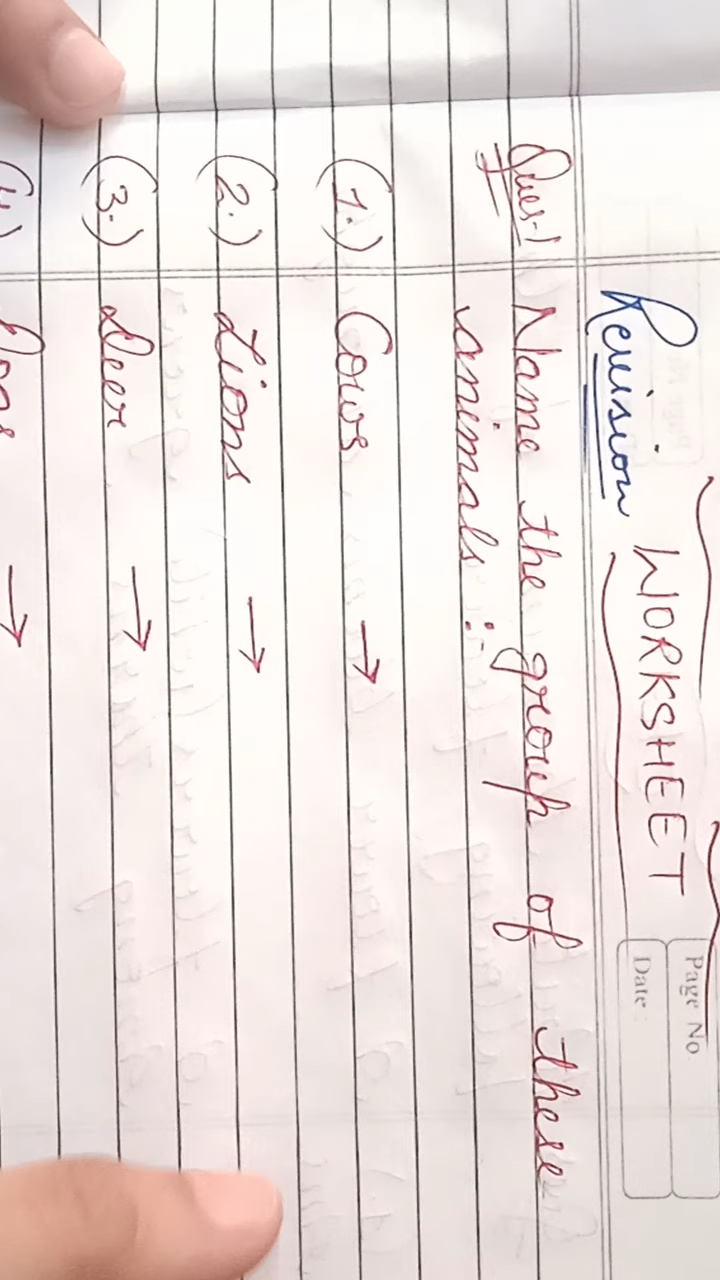 Revision WORKSHEET
Page No.
Date :
Ques-1 Name the group of these
animals :-
(1.) Cows →
(2.) Lions →
(3.) Deer →
(4.) →